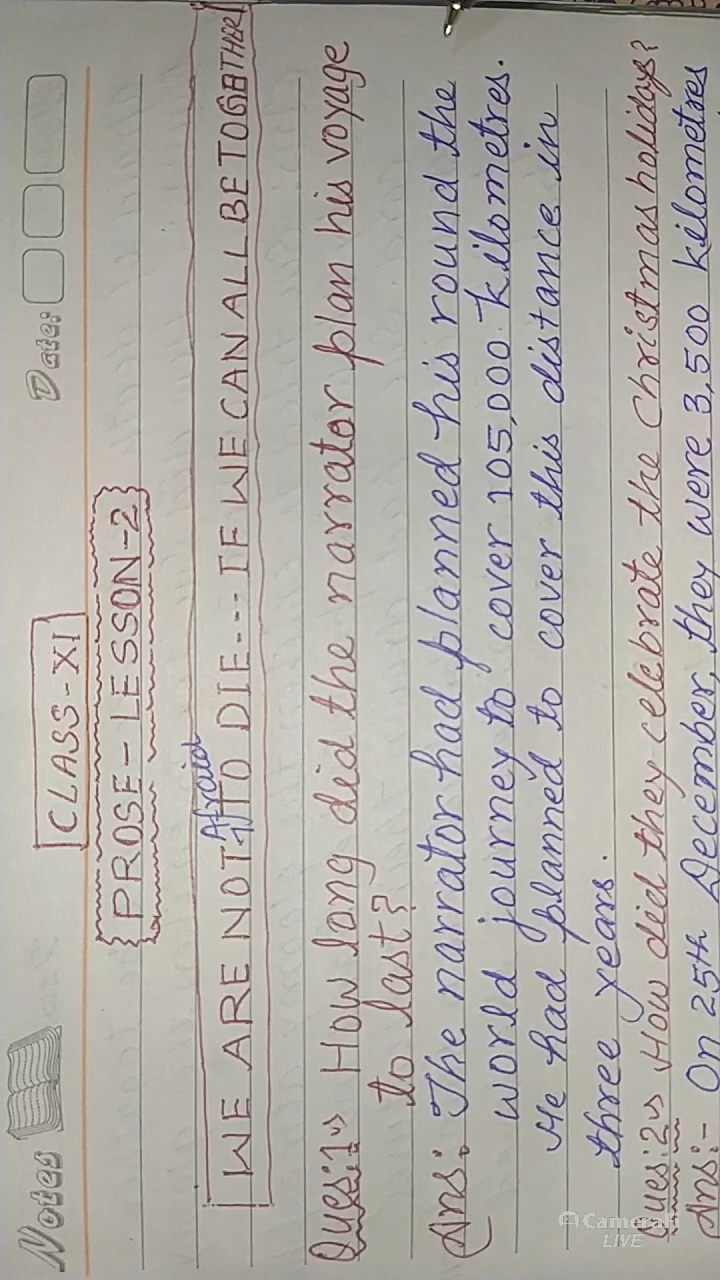 Notes
Date:
CLASS-XI
PROSE-LESSON-2
Afraid
WE ARE NOT TO DIE--- IF WE CAN ALL BE TOGETHER
Ques:1 How long did the narrator plan his voyage
to last?
Ans: The narrator had planned his round the
world journey to cover 105,000 kilometres.
He had planned to cover this distance in
three years.
Ques:2 How did they celebrate the Christmas holidays?
Ans:- On 25th December, they were 3,500 kilometres
CameraFi
LIVE